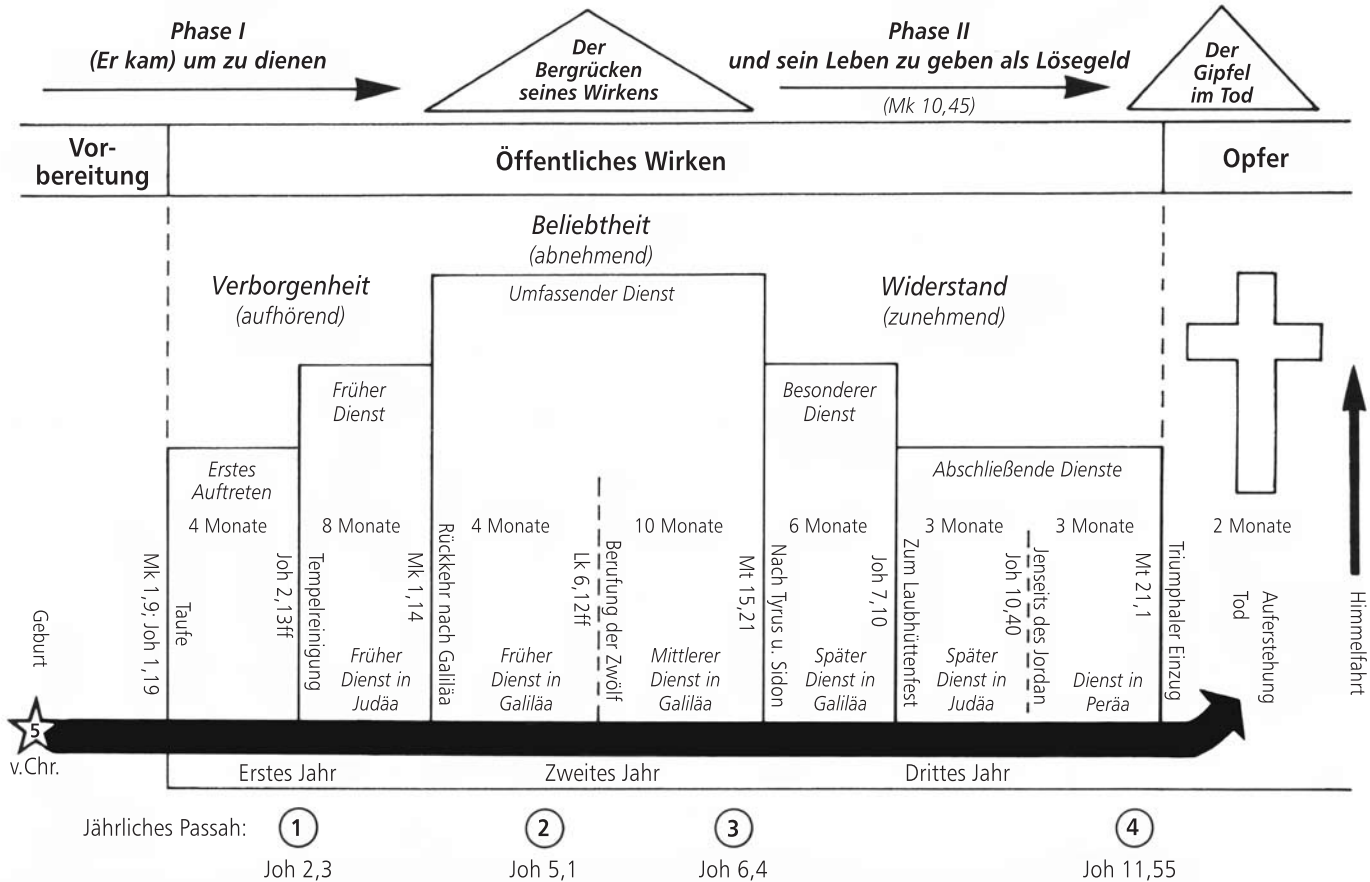 Phase I
(Er kam) um zu dienen
Der
Bergrücken
seines Wirkens
Phase II
und sein Leben zu geben als Lösegeld
(Mk 10,45)
Der
Gipfel
im Tod
Vor-
bereitung
Öffentliches Wirken
Opfer
Beliebtheit
(abnehmend)
Verborgenheit
(aufhörend)
Umfassender Dienst
Widerstand
(zunehmend)
Früher
Dienst
Besonderer
Dienst
Erstes
Auftreten
Abschließende Dienste
4 Monate
8 Monate
4 Monate
10 Monate
6 Monate
3 Monate
3 Monate
2 Monate
Geburt
Mk 1,9; Joh 1,19
Taufe
Joh 2,13ff
Tempelreinigung
Mk 1,14
Rückkehr nach Galiläa
Lk 6,12ff
Berufung der Zwölf
Mt 15,21
Nach Tyrus u. Sidon
Joh 7,10
Zum Laubhüttenfest
Joh 10,40
Jenseits des Jordan
Mt 21,1
Triumphaler Einzug
Tod
Auferstehung
Himmelfahrt
Früher
Dienst in
Judäa
Früher
Dienst in
Galiläa
Mittlerer
Dienst in
Galiläa
Später
Dienst in
Galiläa
Später
Dienst in
Judäa
Dienst in
Peräa
5
v.Chr.
Erstes Jahr
Zweites Jahr
Drittes Jahr
Jährliches Passah:
1
2
3
4
Joh 2,3
Joh 5,1
Joh 6,4
Joh 11,55